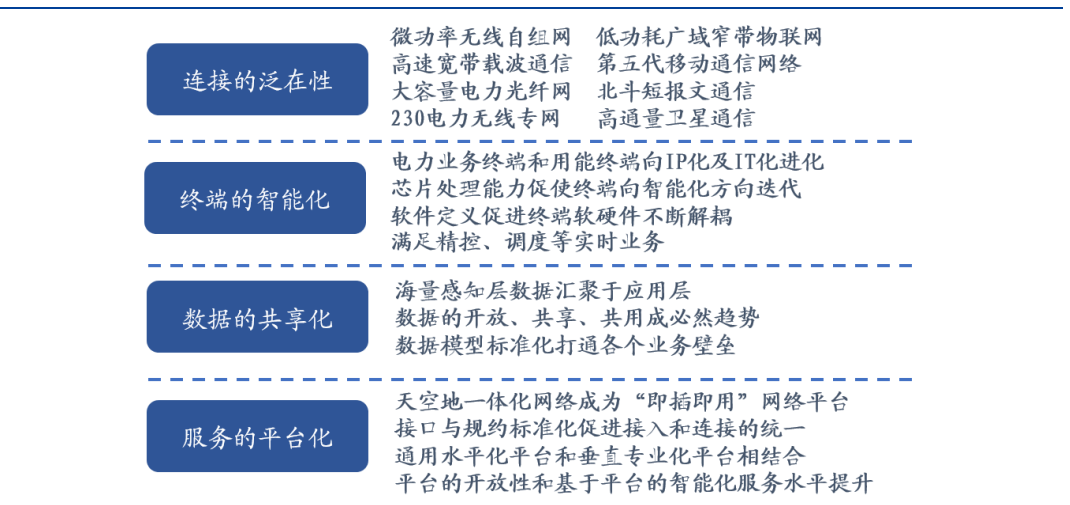 连接的泛在性
微功率无线自组网 低功耗广域窄带物联网
高速宽带载波通信 第五代移动通信网络
大容量电力光纤网 北斗短报文通信
230电力无线专网 高通量卫星通信
终端的智能化
电力业务终端和用能终端向IP化及IT化进化
芯片处理能力促使终端向智能化方向迭代
软件定义促进终端软硬件不断解耦
满足精控、调度等实时业务
数据的共享化
海量感知层数据汇聚于应用层
数据的开放、共享、共用成必然趋势
数据模型标准化打通各个业务壁垒
服务的平台化
天空地一体化网络成为“即插即用”网络平台
接口与规约标准化促进接入和连接的统一
通用水平化平台和垂直专业化平台相结合
平台的开放性和基于平台的智能化服务水平提升